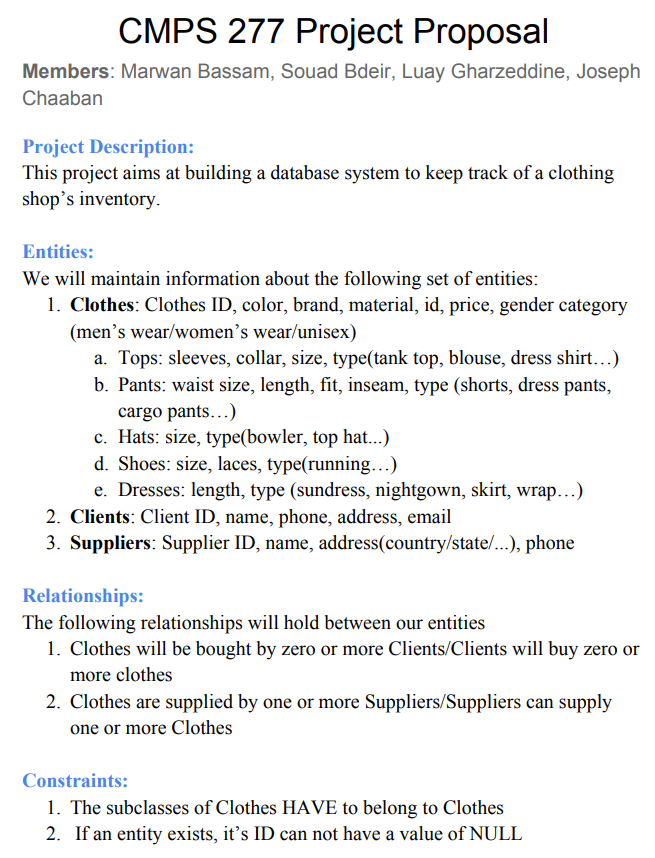 CMPS 277 Project Proposal
Members: Marwan Bassam, Souad Bdeir, Luay Gharzeddine, Joseph
Chaaban
Project Description:
This project aims at building a database system to keep track of a clothing
shop’s inventory.
Entities:
We will maintain information about the following set of entities:
1. Clothes: Clothes ID, color, brand, material, id, price, gender category
(men’s wear/women’s wear/unisex)
a. Tops: sleeves, collar, size, type(tank top, blouse, dress shirt…)
b. Pants: waist size, length, fit, inseam, type (shorts, dress pants,
cargo pants…)
c. Hats: size, type(bowler, top hat...)
d. Shoes: size, laces, type(running…)
e. Dresses: length, type (sundress, nightgown, skirt, wrap…)
2. Clients: Client ID, name, phone, address, email
3. Suppliers: Supplier ID, name, address(country/state/...), phone
Relationships:
The following relationships will hold between our entities
1. Clothes will be bought by zero or more Clients/Clients will buy zero or
more clothes
2. Clothes are supplied by one or more Suppliers/Suppliers can supply
one or more Clothes
Constraints:
1. The subclasses of Clothes HAVE to belong to Clothes
2. If an entity exists, it’s ID can not have a value of NULL